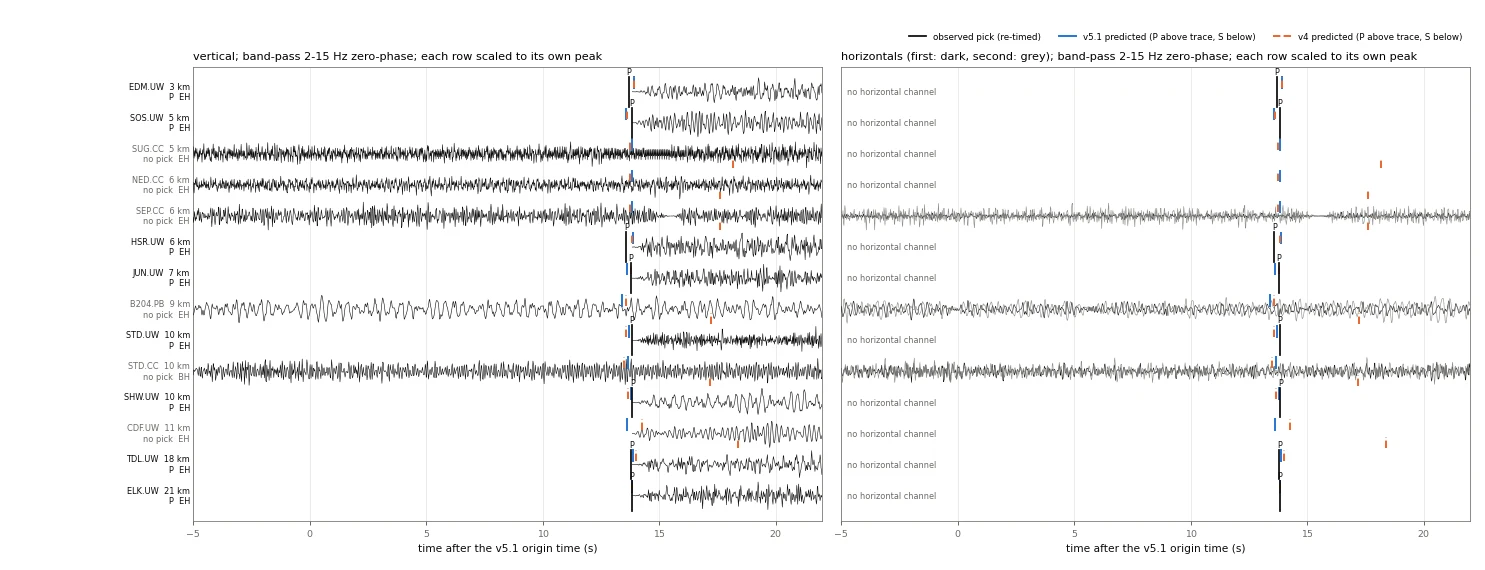 observed pick (re-timed)
v5.1 predicted (P above trace, S below)
v4 predicted (P above trace, S below)
vertical; band-pass 2-15 Hz zero-phase; each row scaled to its own peak
horizontals (first: dark, second: grey); band-pass 2-15 Hz zero-phase; each row scaled to its own peak
EDM.UW 3 km
P EH
SOS.UW 5 km
P EH
SUG.CC 5 km
no pick EH
NED.CC 6 km
no pick EH
SEP.CC 6 km
no pick EH
HSR.UW 6 km
P EH
JUN.UW 7 km
P EH
B204.PB 9 km
no pick EH
STD.UW 10 km
P EH
STD.CC 10 km
no pick BH
SHW.UW 10 km
P EH
CDF.UW 11 km
no pick EH
TDL.UW 18 km
P EH
ELK.UW 21 km
P EH
P
P
P
P
P
P
P
P
no horizontal channel
no horizontal channel
no horizontal channel
no horizontal channel
no horizontal channel
no horizontal channel
no horizontal channel
no horizontal channel
no horizontal channel
no horizontal channel
no horizontal channel
P
P
P
P
P
P
P
P
−5
0
5
10
15
20
time after the v5.1 origin time (s)
−5
0
5
10
15
20
time after the v5.1 origin time (s)